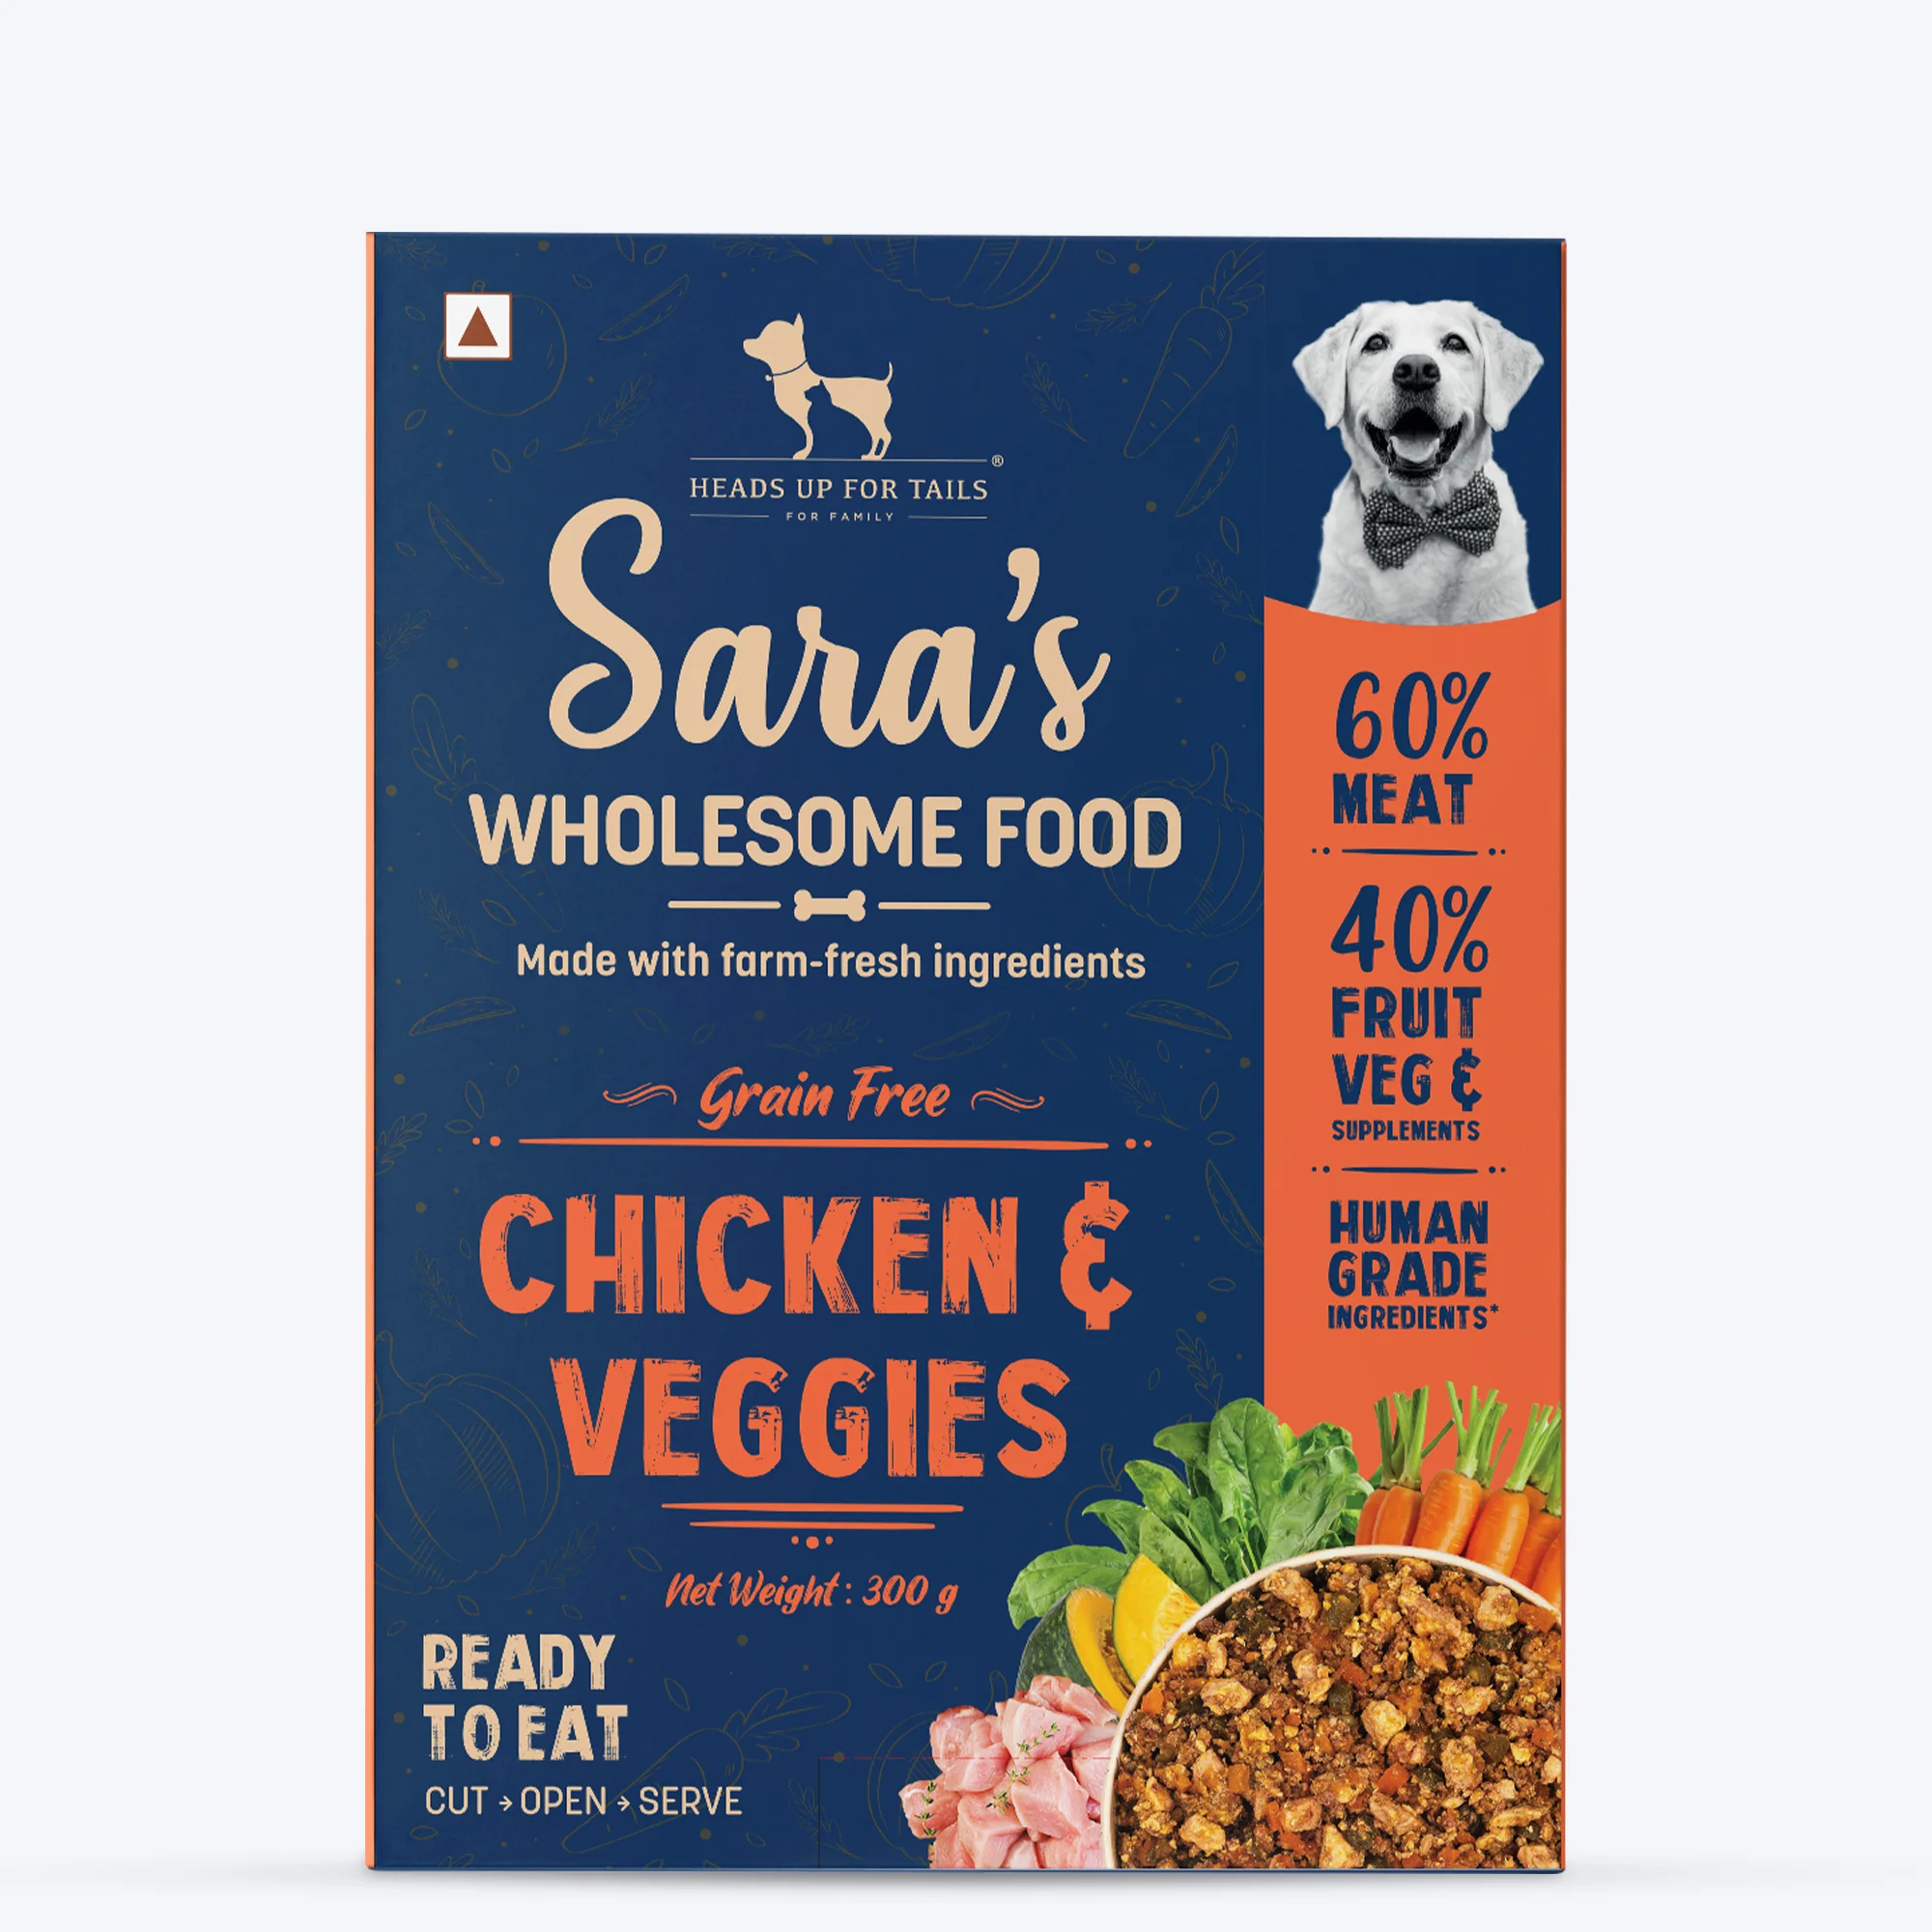 HEADS UP FOR TAILS®
FOR FAMILY
Sara's
WHOLESOME FOOD
Made with farm-fresh ingredients
Grain Free
CHICKEN &
VEGGIES
Net Weight : 300 g
READY
TO EAT
CUT → OPEN → SERVE
60%
MEAT
40%
FRUIT
VEG &
SUPPLEMENTS
HUMAN
GRADE
INGREDIENTS*